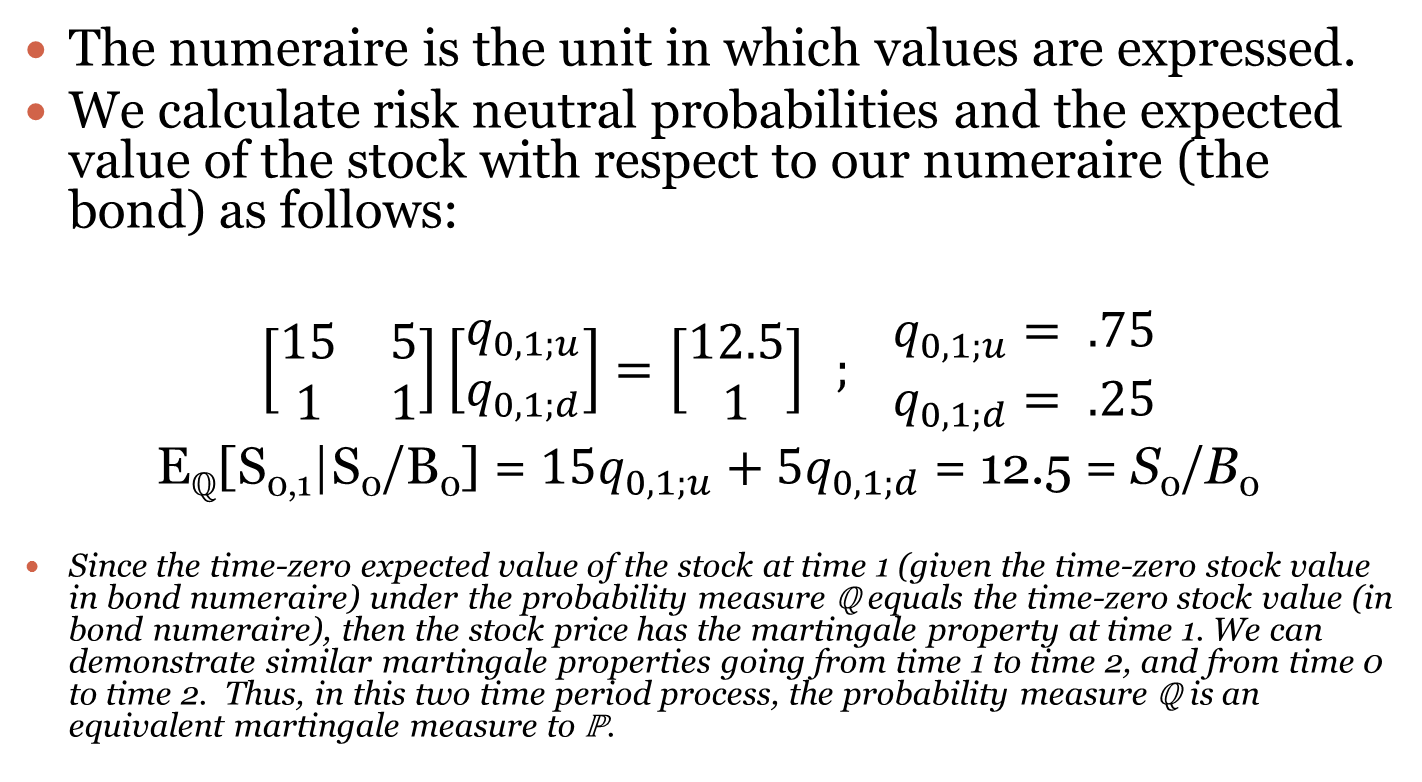 • The numeraire is the unit in which values are expressed.
• We calculate risk neutral probabilities and the expected
value of the stock with respect to our numeraire (the
bond) as follows:
[15 5; 1 1] [q₀,₁;ᵤ; q₀,₁;d] = [12.5; 1] ; q₀,₁;ᵤ = .75
q₀,₁;d = .25
E_ℚ[S₀,₁|S₀/B₀] = 15q₀,₁;ᵤ + 5q₀,₁;d = 12.5 = S₀/B₀
• Since the time-zero expected value of the stock at time 1 (given the time-zero stock value
in bond numeraire) under the probability measure ℚ equals the time-zero stock value (in
bond numeraire), then the stock price has the martingale property at time 1. We can
demonstrate similar martingale properties going from time 1 to time 2, and from time 0
to time 2. Thus, in this two time period process, the probability measure ℚ is an
equivalent martingale measure to ℙ.